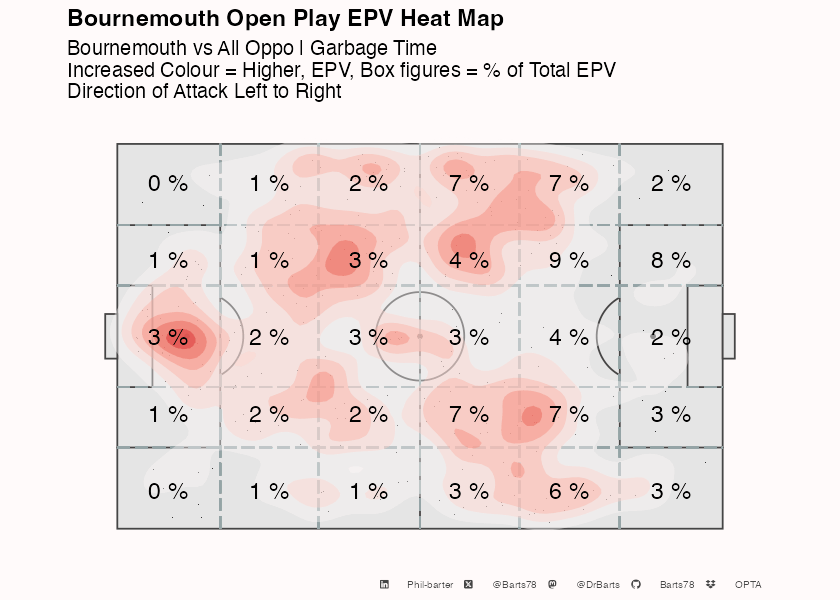 Bournemouth Open Play EPV Heat Map
Bournemouth vs All Oppo | Garbage Time
Increased Colour = Higher, EPV, Box figures = % of Total EPV
Direction of Attack Left to Right
0 % 1 % 2 % 7 % 7 % 2 %
1 % 1 % 3 % 4 % 9 % 8 %
3 % 2 % 3 % 3 % 4 % 2 %
1 % 2 % 2 % 7 % 7 % 3 %
0 % 1 % 1 % 3 % 6 % 3 %
Phil-barter @Barts78 @DrBarts Barts78 OPTA